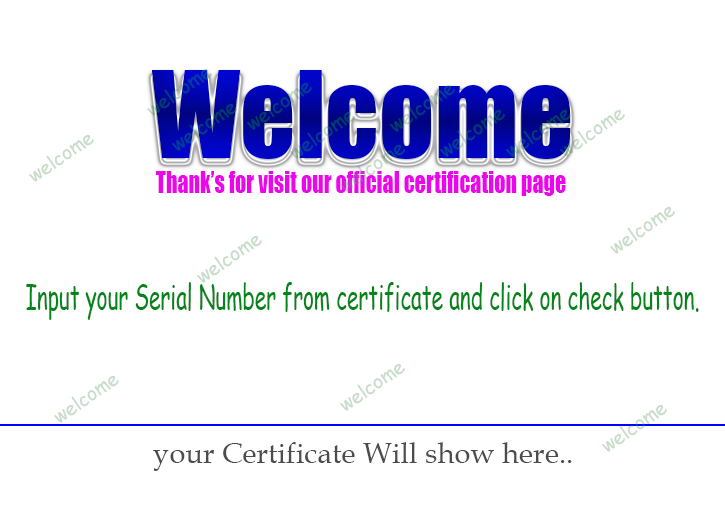 Welcome
Thank's for visit our official certification page
Input your Serial Number from certificate and click on check button.
your Certificate Will show here..
welcome
welcome
welcome
welcome
welcome
welcome
welcome
welcome
welcome
welcome
welcome
welcome
welcome
welcome